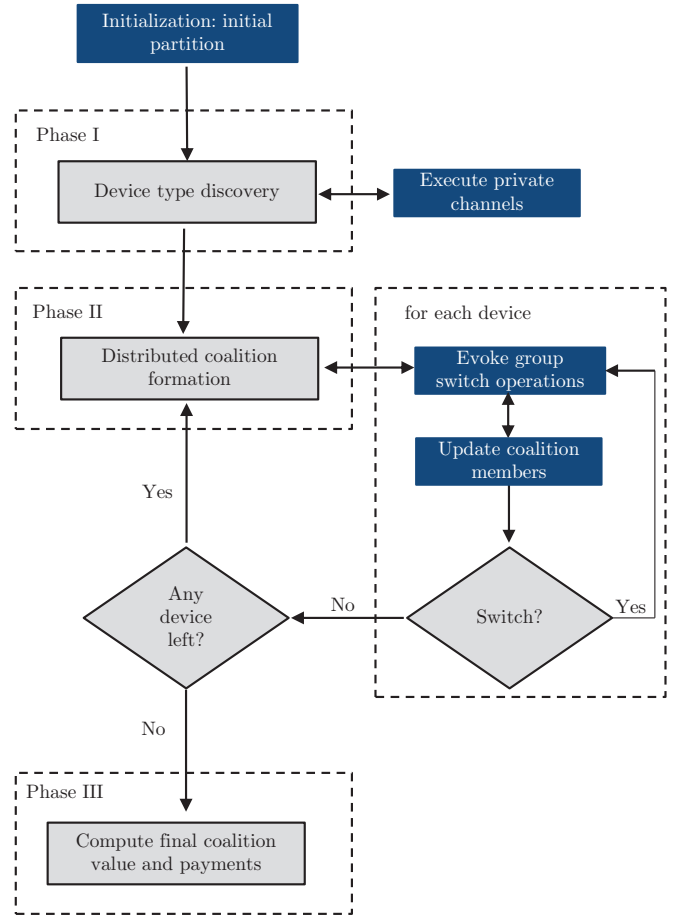 Initialization: initial
partition
Phase I
Device type discovery
Execute private
channels
Phase II
for each device
Distributed coalition
formation
Evoke group
switch operations
Update coalition
members
Yes
Any
device
left?
No
Switch?
Yes
No
Phase III
Compute final coalition
value and payments